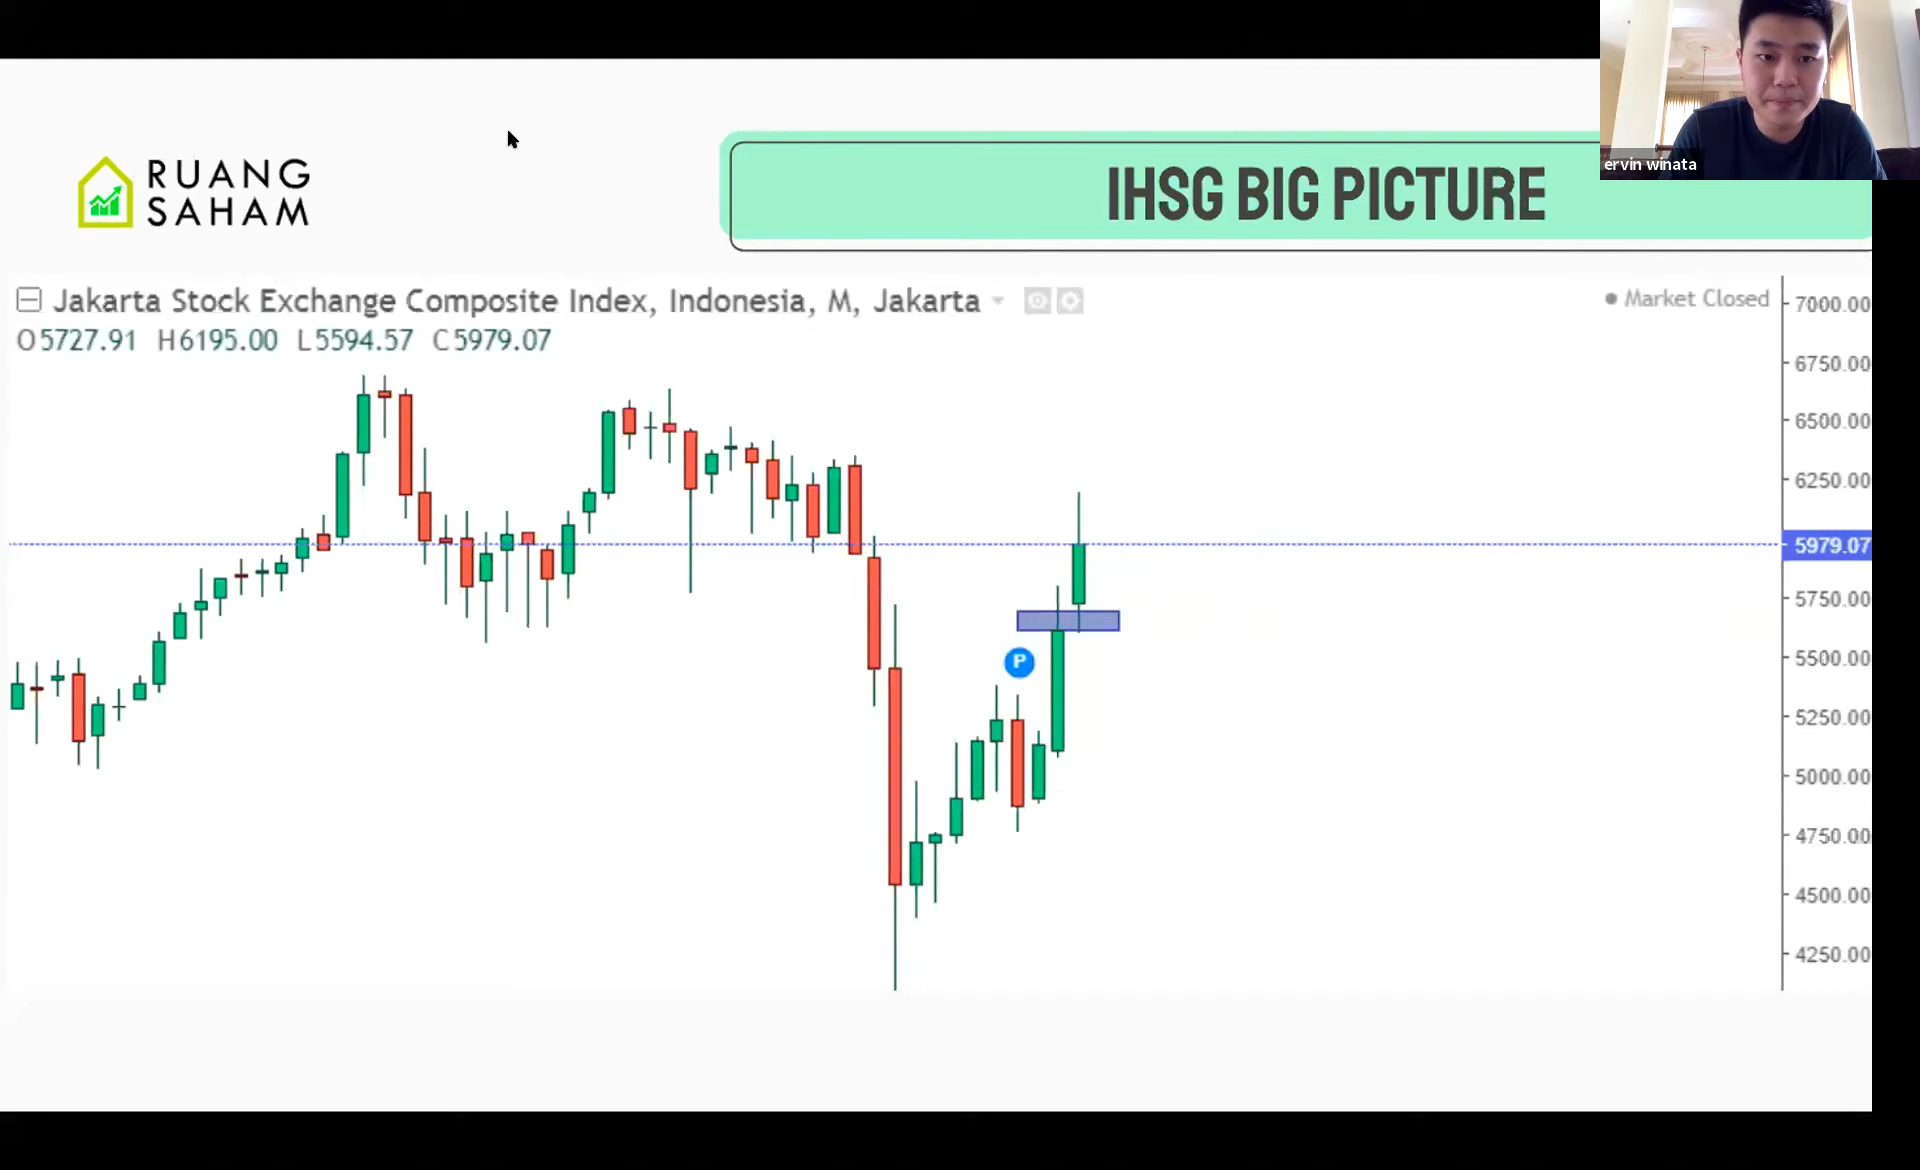 ervin winata
RUANG
SAHAM
IHSG BIG PICTURE
Jakarta Stock Exchange Composite Index, Indonesia, M, Jakarta
Market Closed
O5727.91 H6195.00 L5594.57 C5979.07
7000.00
6750.00
6500.00
6250.00
5979.07
5750.00
5500.00
5250.00
5000.00
4750.00
4500.00
4250.00
P